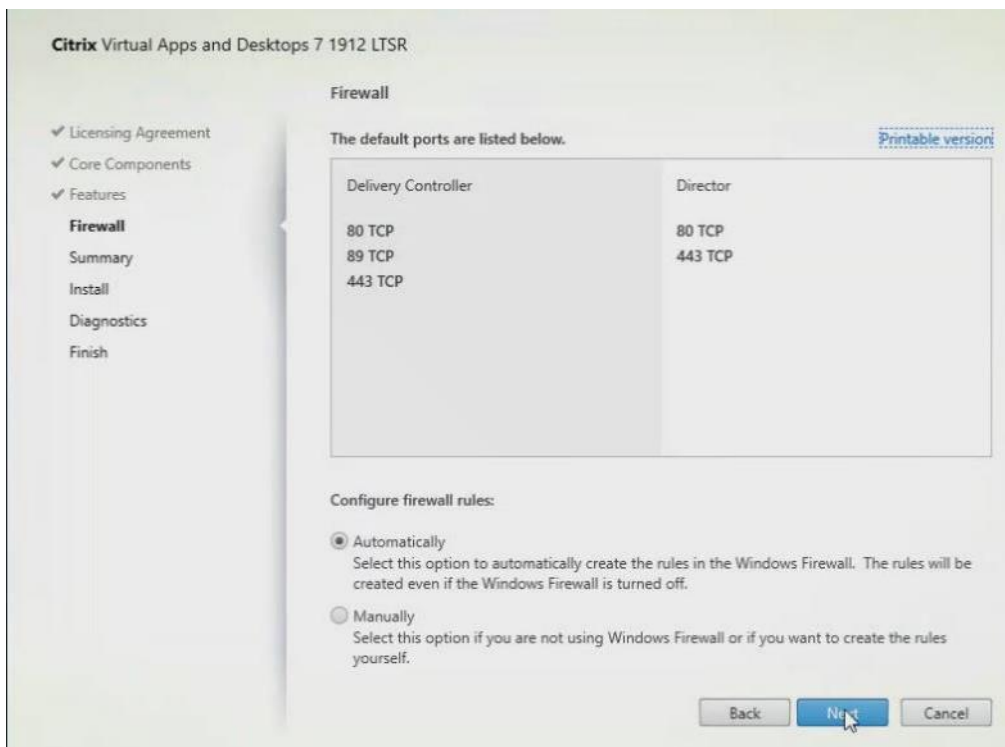 Citrix Virtual Apps and Desktops 7 1912 LTSR
Firewall
✔ Licensing Agreement
✔ Core Components
✔ Features
Firewall
Summary
Install
Diagnostics
Finish
The default ports are listed below.
Printable version
Delivery Controller
80 TCP
89 TCP
443 TCP
Director
80 TCP
443 TCP
Configure firewall rules:
Automatically
Select this option to automatically create the rules in the Windows Firewall. The rules will be
created even if the Windows Firewall is turned off.
Manually
Select this option if you are not using Windows Firewall or if you want to create the rules
yourself.
Back
Next
Cancel